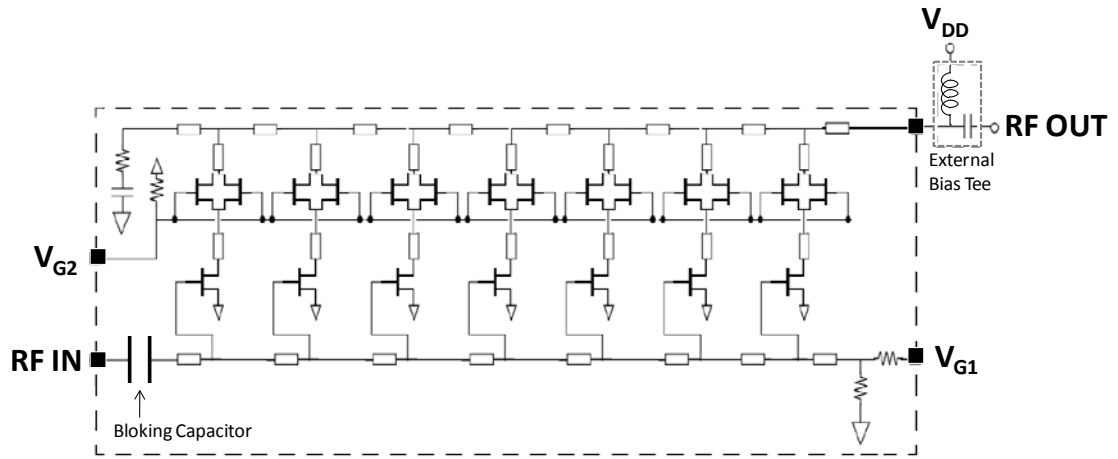 VDD
RF OUT
External
Bias Tee
VG2
RF IN
VG1
Bloking Capacitor